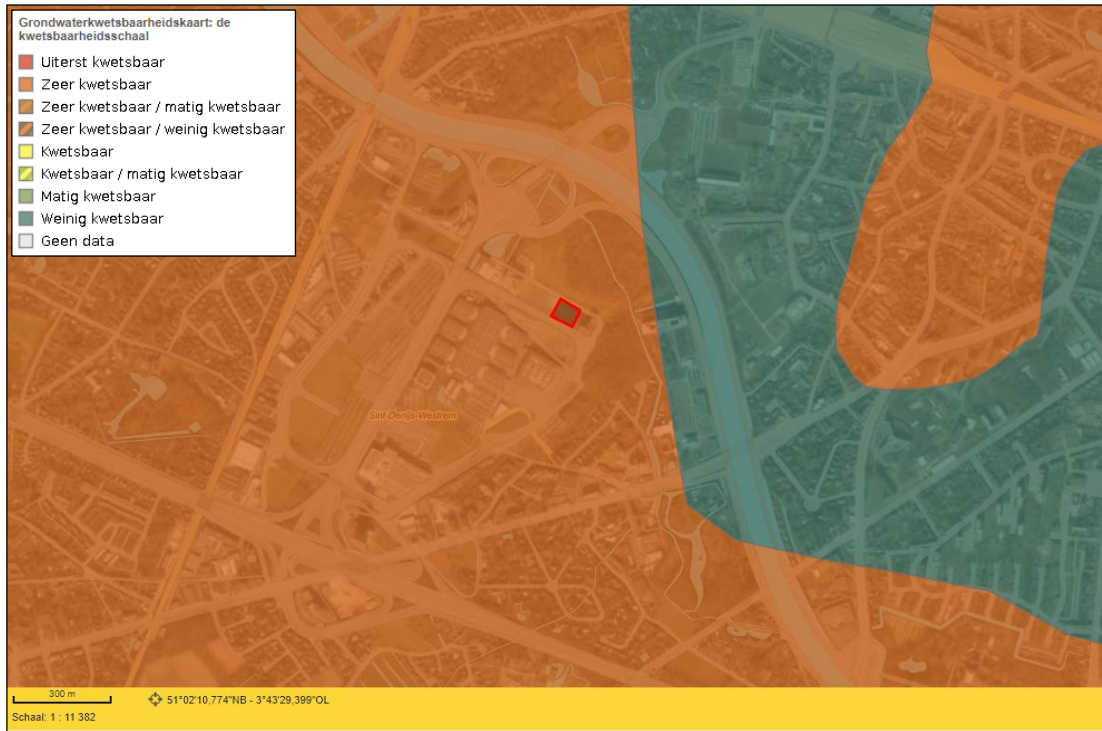 Grondwaterkwetsbaarheidskaart: de
kwetsbaarheidsschaal
Uiterst kwetsbaar
Zeer kwetsbaar
Zeer kwetsbaar / matig kwetsbaar
Zeer kwetsbaar / weinig kwetsbaar
Kwetsbaar
Kwetsbaar / matig kwetsbaar
Matig kwetsbaar
Weinig kwetsbaar
Geen data
Sint-Denijs-Westrem
300 m
51°02'10,774"NB - 3°43'29,399"OL
Schaal: 1 : 11 382